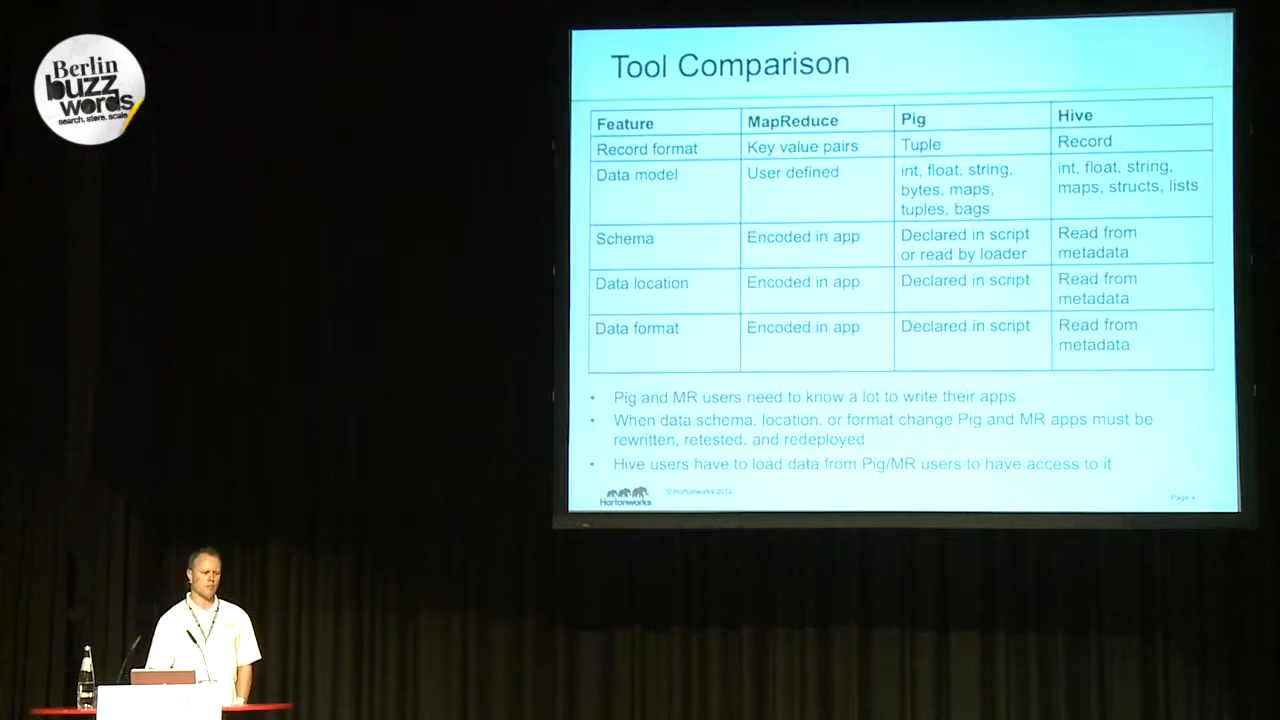 Berlin
buzz
words
search. store. scale
Tool Comparison
Feature MapReduce Pig Hive
Record format Key value pairs Tuple Record
Data model User defined int, float, string, int, float, string,
bytes, maps, maps, structs, lists
tuples, bags
Schema Encoded in app Declared in script Read from
or read by loader metadata
Data location Encoded in app Declared in script Read from
metadata
Data format Encoded in app Declared in script Read from
metadata
• Pig and MR users need to know a lot to write their apps
• When data schema, location, or format change Pig and MR apps must be
rewritten, retested, and redeployed
• Hive users have to load data from Pig/MR users to have access to it
Hortonworks
© Hortonworks 2012
Page 4